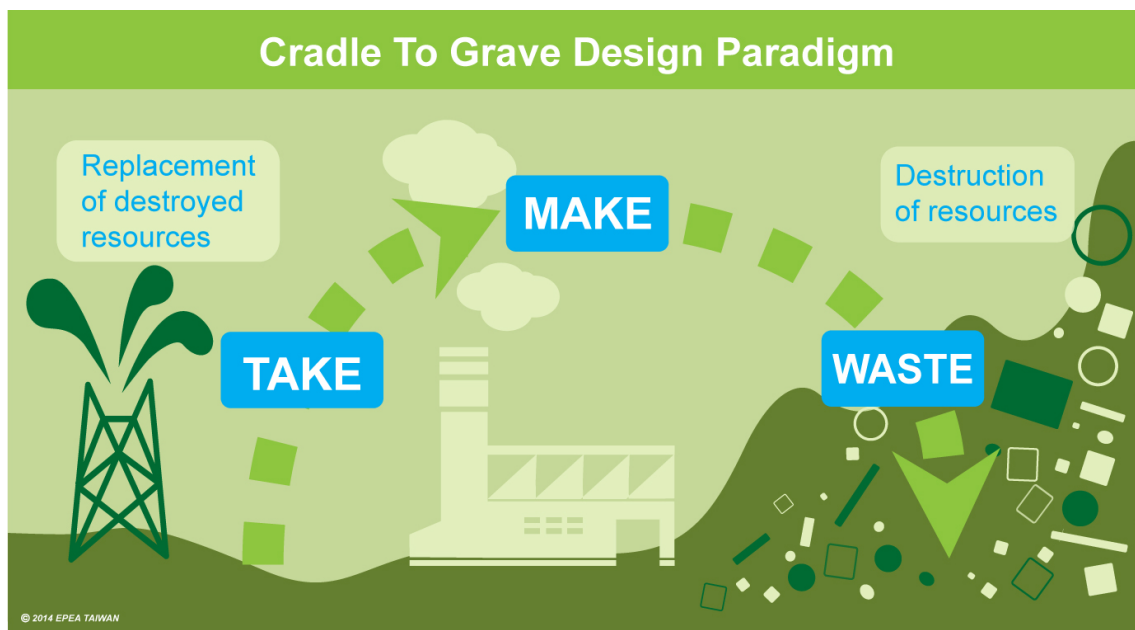 Cradle To Grave Design Paradigm
Replacement
of destroyed
resources
TAKE
MAKE
Destruction
of resources
WASTE
© 2014 EPEA TAIWAN